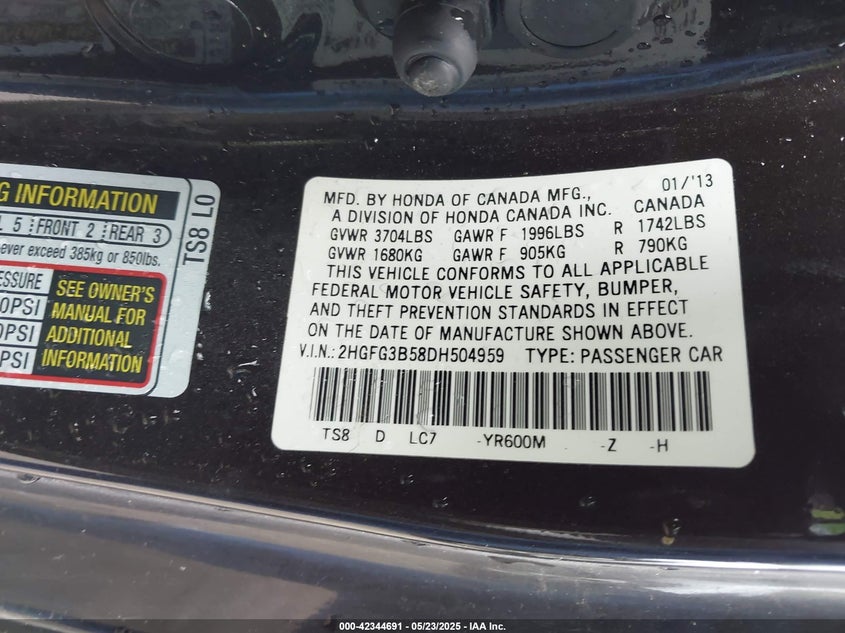 G INFORMATION
5 FRONT 2 REAR 3
ever exceed 385kg or 850lbs.
TS8 LO
SEE OWNER'S
MANUAL FOR
ADDITIONAL
INFORMATION
0PSI
0PSI
0PSI
01/'13
MFD. BY HONDA OF CANADA MFG.,
A DIVISION OF HONDA CANADA INC. CANADA
GVWR 3704LBS GAWR F 1996LBS R 1742LBS
GVWR 1680KG GAWR F 905KG R 790KG
THIS VEHICLE CONFORMS TO ALL APPLICABLE
FEDERAL MOTOR VEHICLE SAFETY, BUMPER,
AND THEFT PREVENTION STANDARDS IN EFFECT
ON THE DATE OF MANUFACTURE SHOWN ABOVE.
V.I.N.: 2HGFG3B58DH504959 TYPE: PASSENGER CAR
TS8 D LC7 -YR600M -Z -H
000-42344691 - 05/23/2025 - IAA Inc.